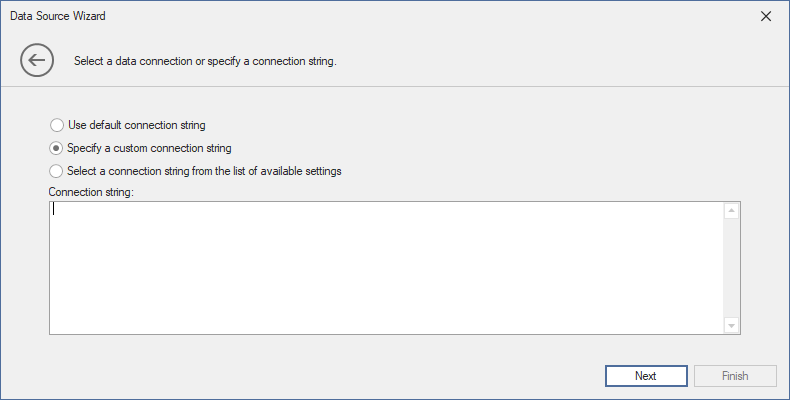 Data Source Wizard
Select a data connection or specify a connection string.
Use default connection string
Specify a custom connection string
Select a connection string from the list of available settings
Connection string:
Next
Finish